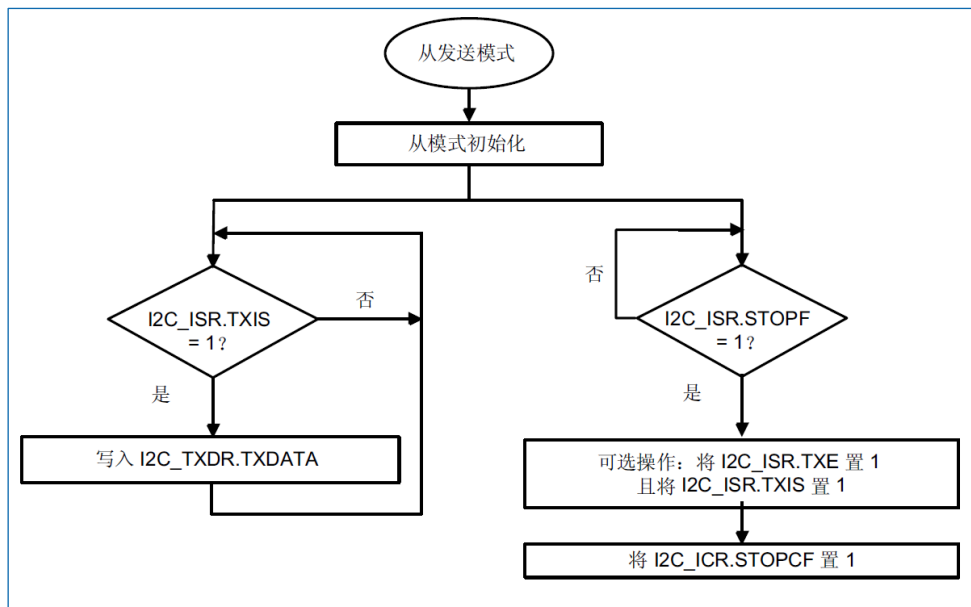 从发送模式
从模式初始化
否
I2C_ISR.TXIS
= 1?
是
写入 I2C_TXDR.TXDATA
否
I2C_ISR.STOPF
= 1?
是
可选操作：将 I2C_ISR.TXE 置 1
且将 I2C_ISR.TXIS 置 1
将 I2C_ICR.STOPCF 置 1